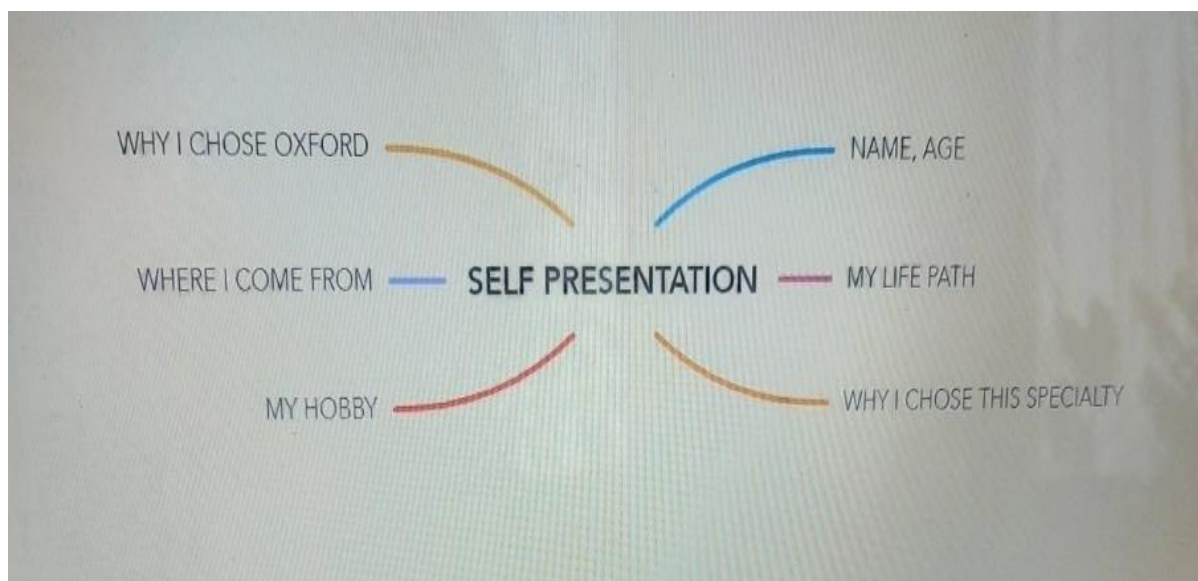 WHY I CHOSE OXFORD
NAME, AGE
WHERE I COME FROM
SELF PRESENTATION
MY LIFE PATH
MY HOBBY
WHY I CHOSE THIS SPECIALTY